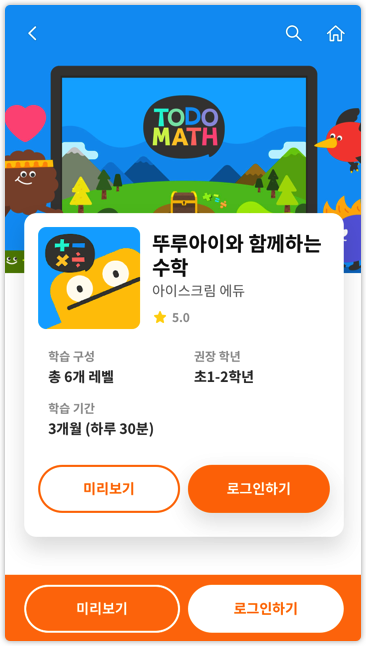 TODO
MATH
뚜루아이와 함께하는
수학
아이스크림 에듀
5.0
학습 구성
총 6개 레벨
권장 학년
초1-2학년
학습 기간
3개월 (하루 30분)
미리보기
로그인하기
미리보기
로그인하기